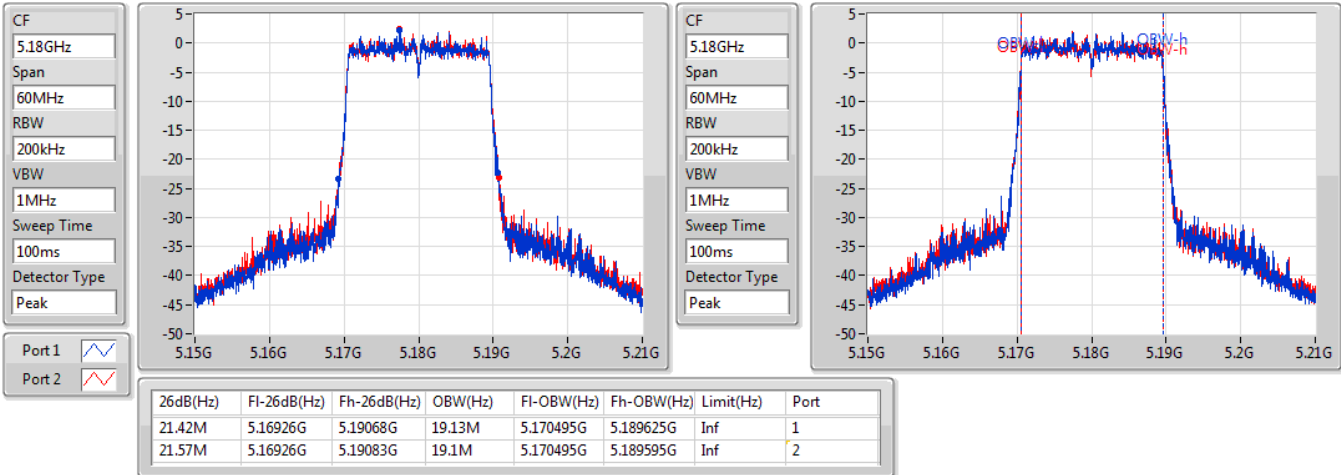 CF
5.18GHz
Span
60MHz
RBW
200kHz
VBW
1MHz
Sweep Time
100ms
Detector Type
Peak
Port 1
Port 2
5
0
-5
-10
-15
-20
-25
-30
-35
-40
-45
-50
5.15G 5.16G 5.17G 5.18G 5.19G 5.2G 5.21G
CF
5.18GHz
Span
60MHz
RBW
200kHz
VBW
1MHz
Sweep Time
100ms
Detector Type
Peak
5
0
-5
-10
-15
-20
-25
-30
-35
-40
-45
-50
OBW-h
OBW-h
5.15G 5.16G 5.17G 5.18G 5.19G 5.2G 5.21G
26dB(Hz) Fl-26dB(Hz) Fh-26dB(Hz) OBW(Hz) Fl-OBW(Hz) Fh-OBW(Hz) Limit(Hz) Port
21.42M 5.16926G 5.19068G 19.13M 5.170495G 5.189625G Inf 1
21.57M 5.16926G 5.19083G 19.1M 5.170495G 5.189595G Inf 2